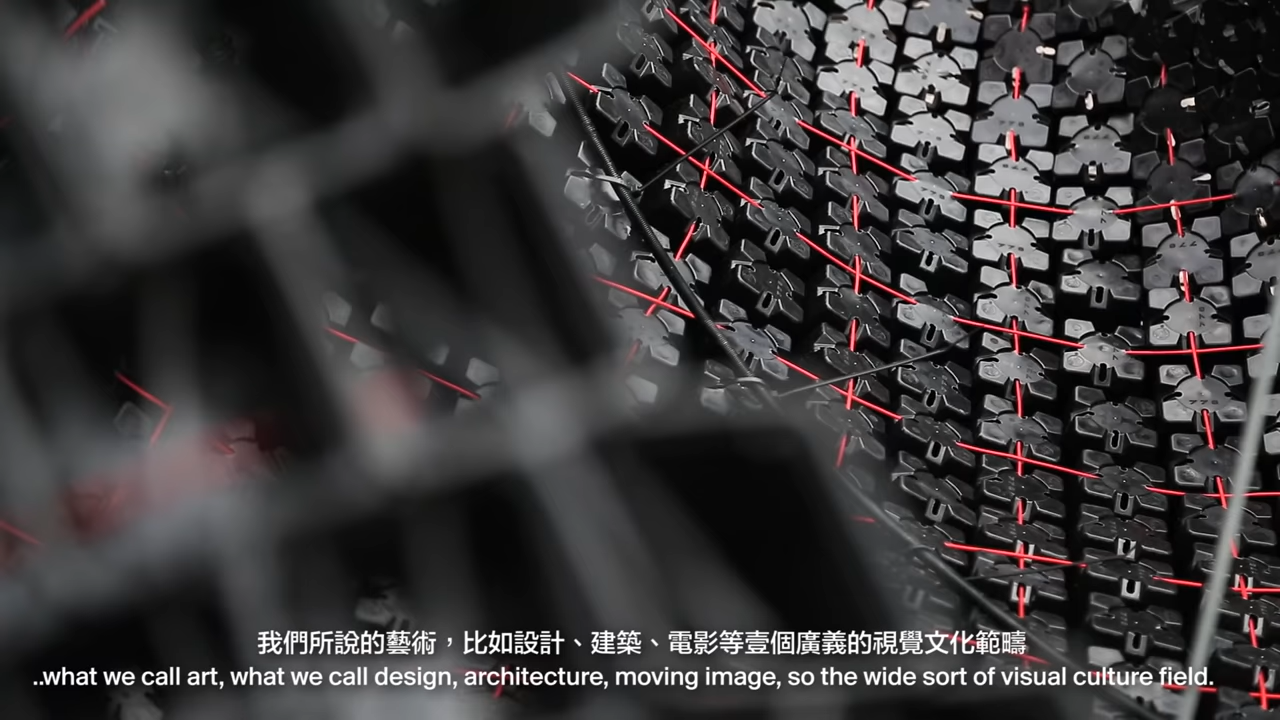 我們所說的藝術，比如設計、建築、電影等壹個廣義的視覺文化範疇
..what we call art, what we call design, architecture, moving image, so the wide sort of visual culture field.